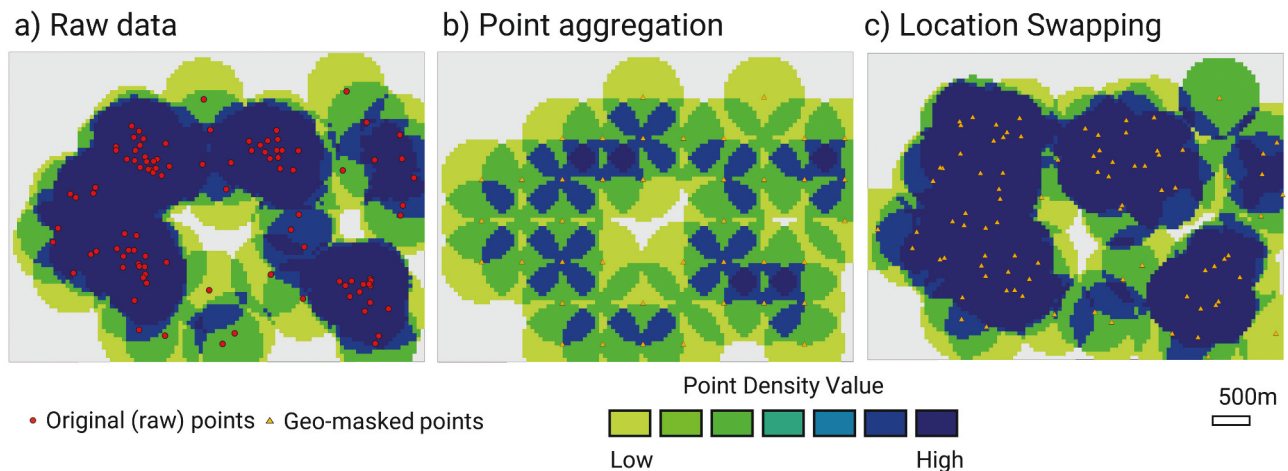 a) Raw data
b) Point aggregation
c) Location Swapping
Point Density Value
500m
Original (raw) points
Geo-masked points
Low
High